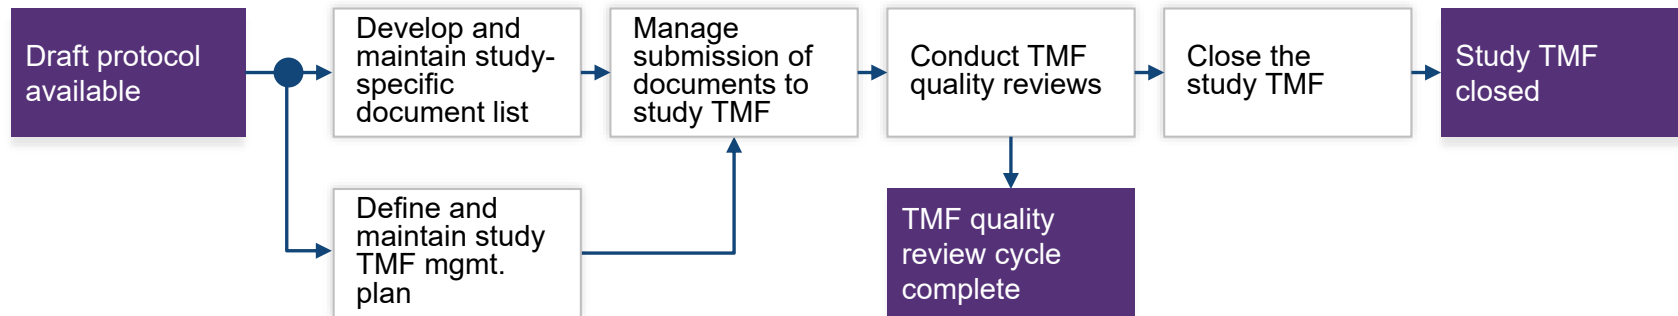 Draft protocol
available
Develop and
maintain study-
specific
document list
Manage
submission of
documents to
study TMF
Conduct TMF
quality reviews
Close the
study TMF
Study TMF
closed
Define and
maintain study
TMF mgmt.
plan
TMF quality
review cycle
complete